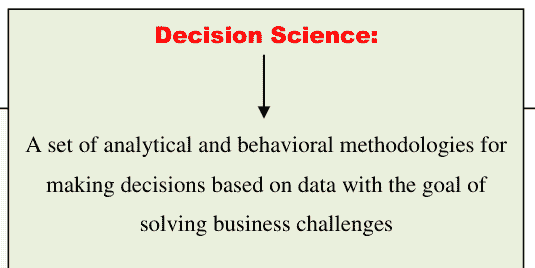 Decision Science:
A set of analytical and behavioral methodologies for
making decisions based on data with the goal of
solving business challenges